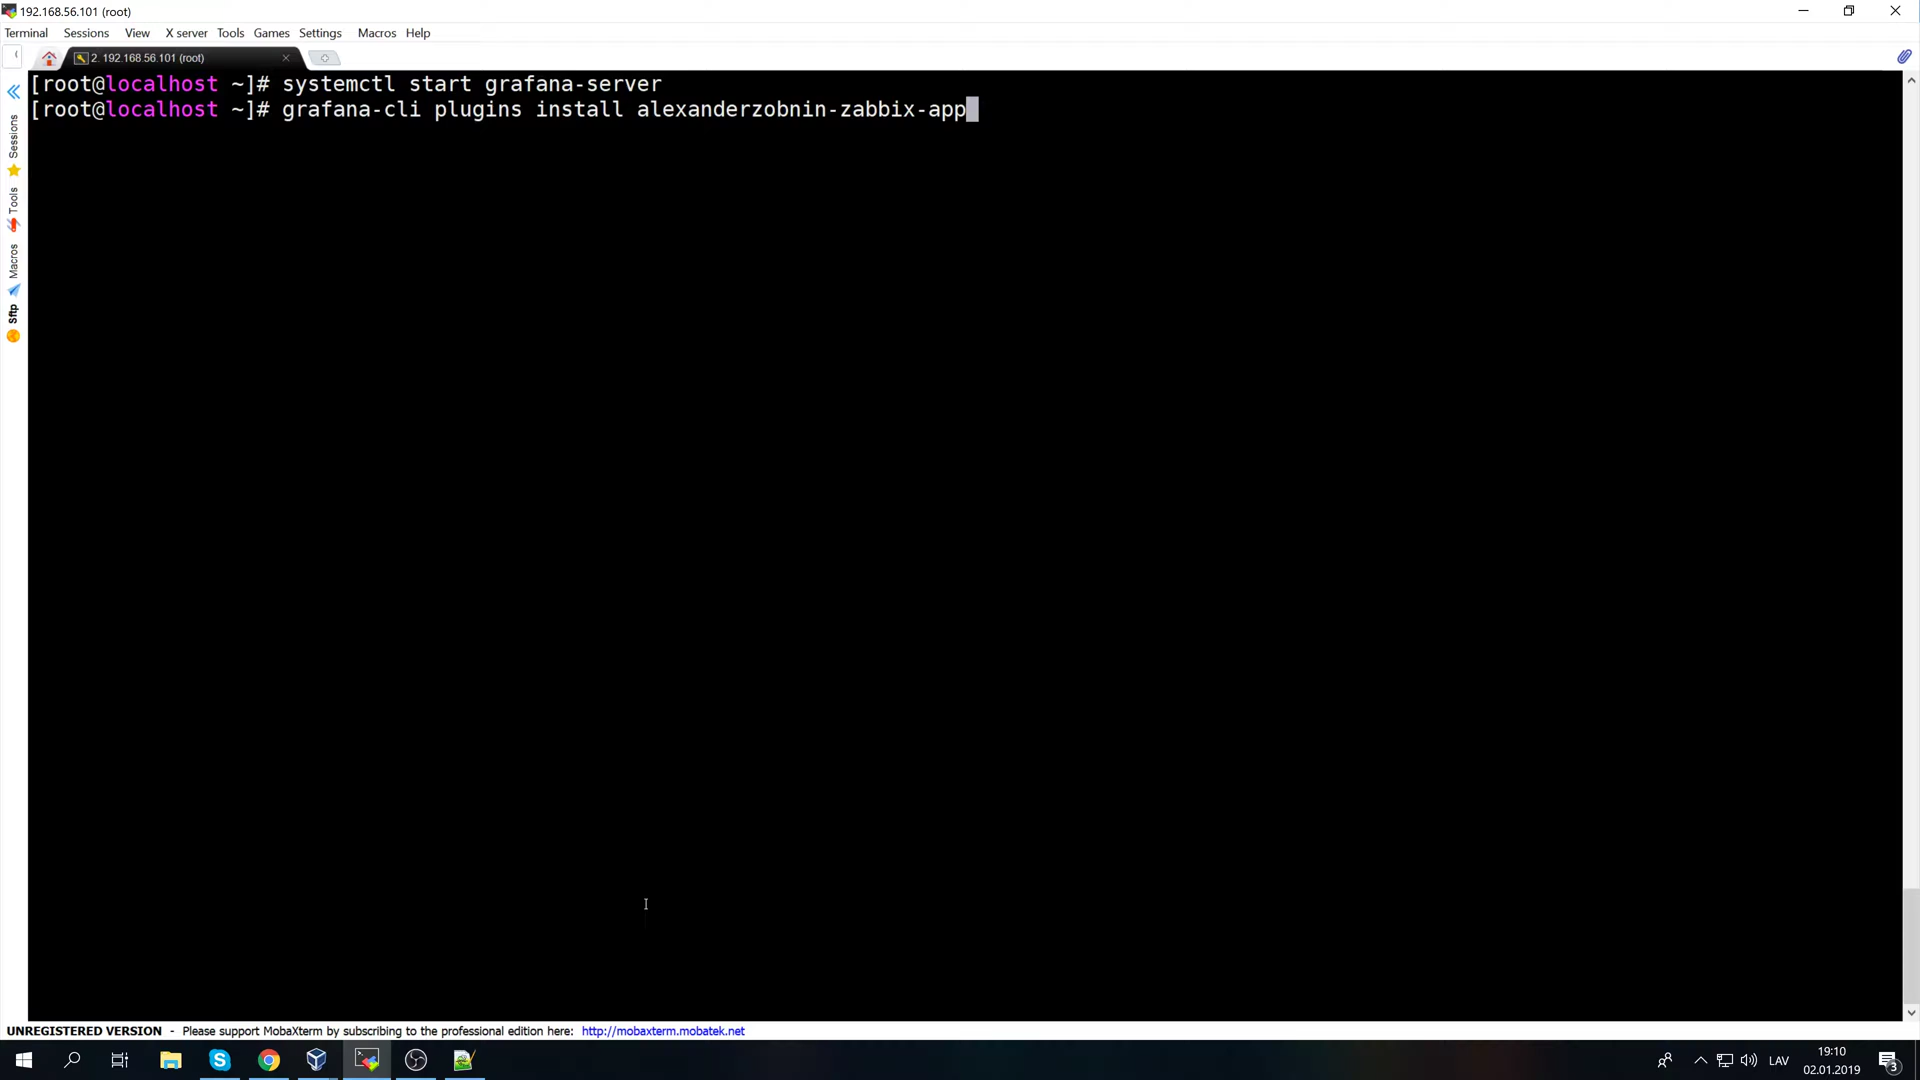 192.168.56.101 (root)
Terminal Sessions View X server Tools Games Settings Macros Help
2. 192.168.56.101 (root)
[root@localhost ~]# systemctl start grafana-server
[root@localhost ~]# grafana-cli plugins install alexanderzobnin-zabbix-app
Sessions
Tools
Macros
Sftp
UNREGISTERED VERSION - Please support MobaXterm by subscribing to the professional edition here: http://mobaxterm.mobatek.net
LAV
19:10
02.01.2019
3